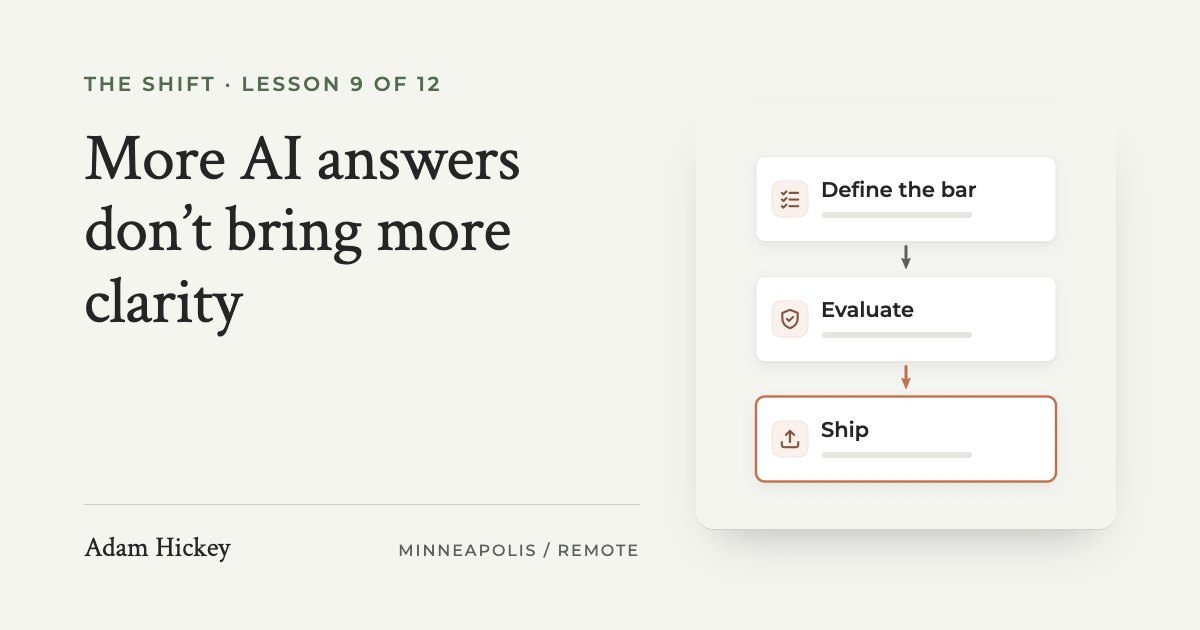 THE SHIFT · LESSON 9 OF 12
More AI answers
don’t bring more
clarity
Adam Hickey
MINNEAPOLIS / REMOTE
Define the bar
Evaluate
Ship